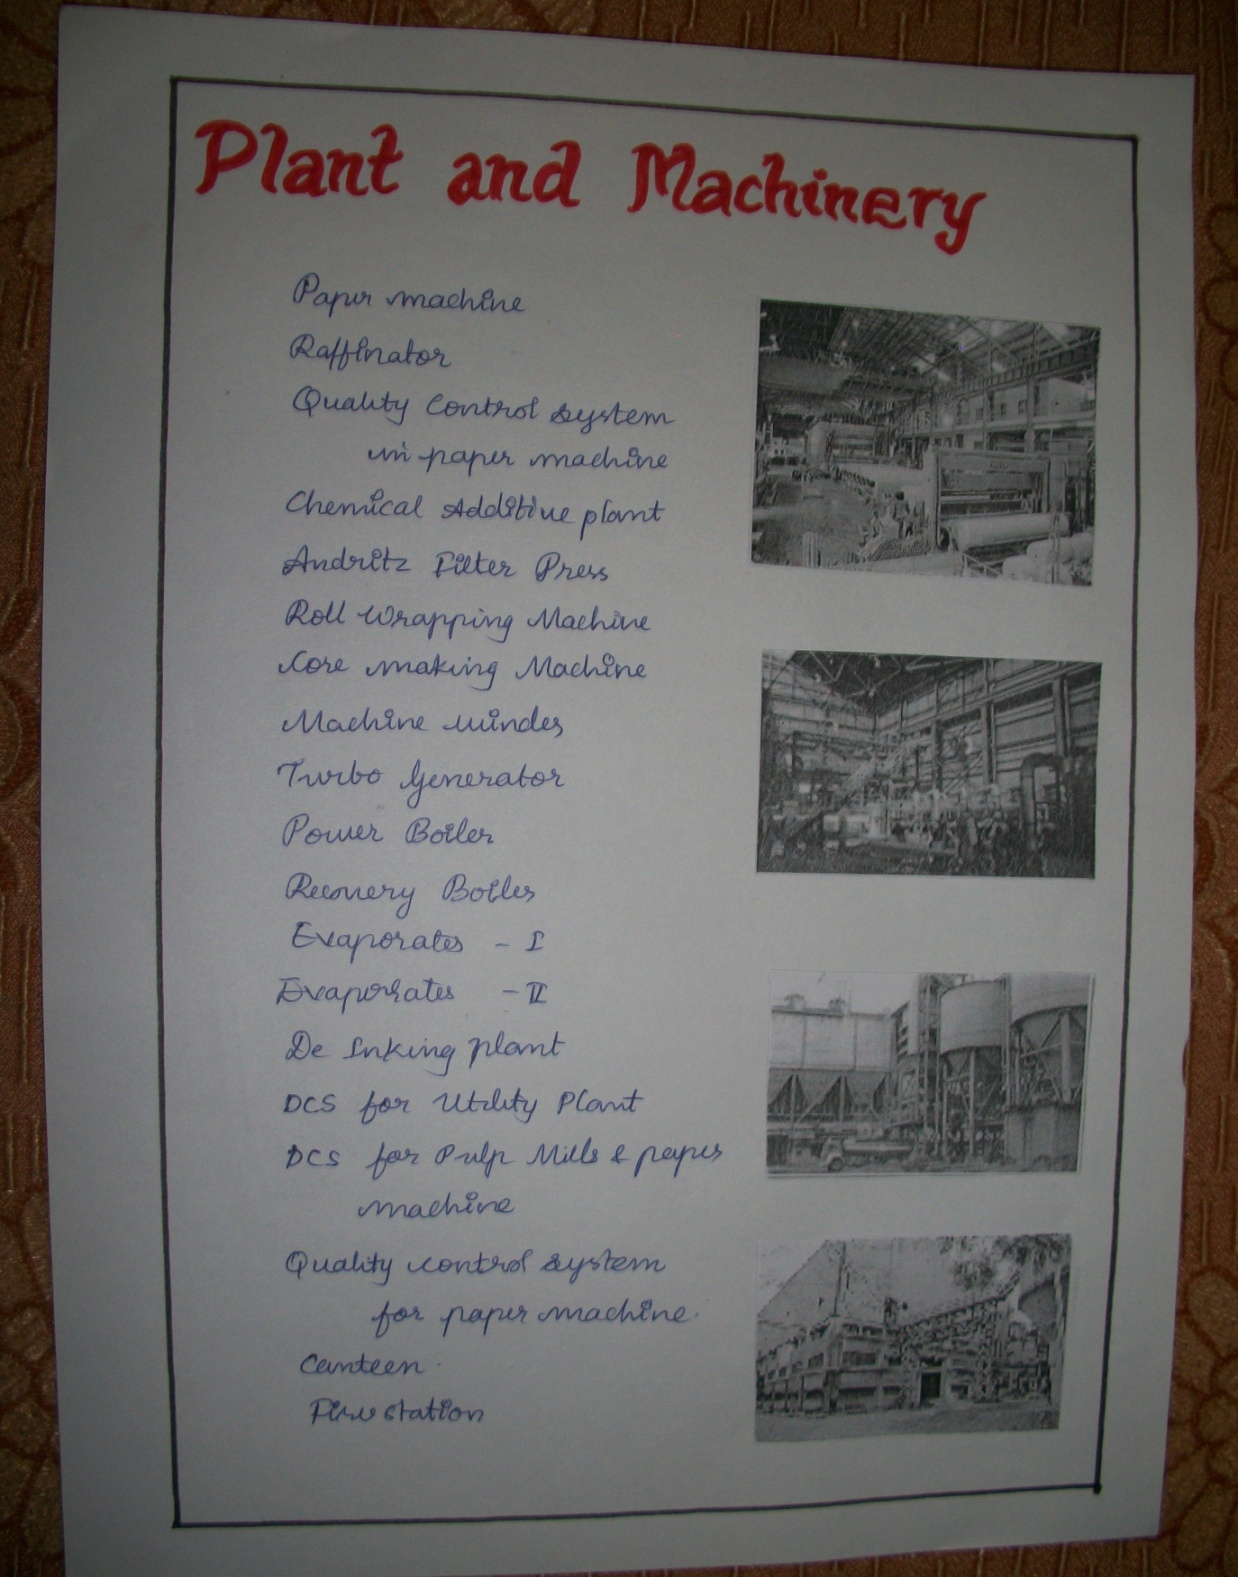 Plant and Machinery
Paper machine
Raffinator
Quality Control System
in paper machine
Chemical Additive plant
Andritz Filter Press
Roll Wrapping Machine
Core making Machine
Machine winder
Turbo Generator
Power Boiler
Recovery Boiler
Evaporates - I
Evaporates - II
De Inking plant
DCS for Utility Plant
DCS for Pulp Mills & paper
machine
Quality control system
for paper machine.
Canteen.
Fire station